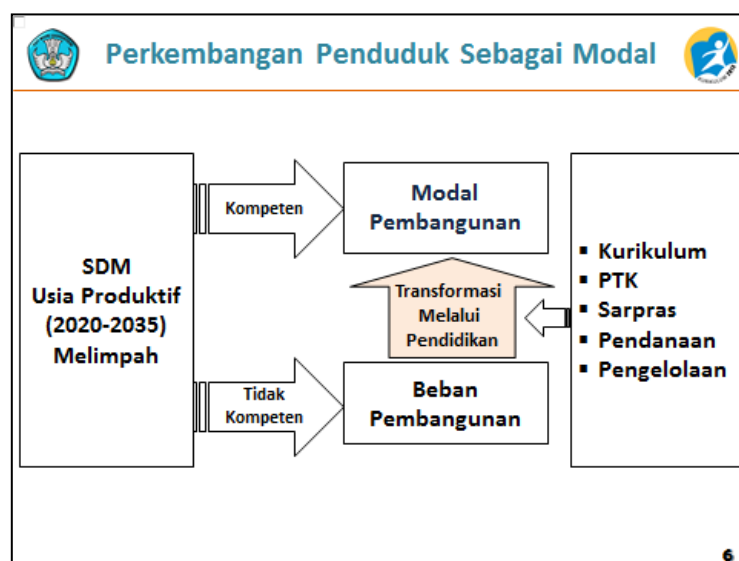 Perkembangan Penduduk Sebagai Modal
SDM
Usia Produktif
(2020-2035)
Melimpah
Kompeten
Tidak
Kompeten
Modal
Pembangunan
Transformasi
Melalui
Pendidikan
Beban
Pembangunan
▪ Kurikulum
▪ PTK
▪ Sarpras
▪ Pendanaan
▪ Pengelolaan
6